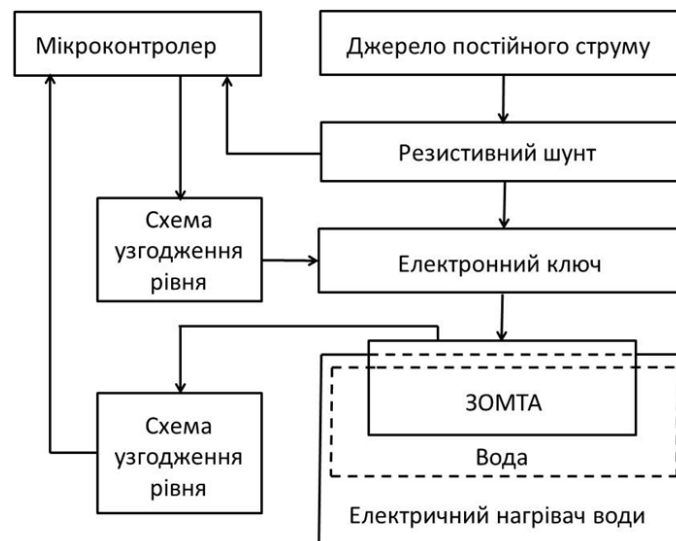 Мікроконтролер
Джерело постійного струму
Резистивний шунт
Схема
узгодження
рівня
Електронний ключ
ЗОМТА
Вода
Схема
узгодження
рівня
Електричний нагрівач води